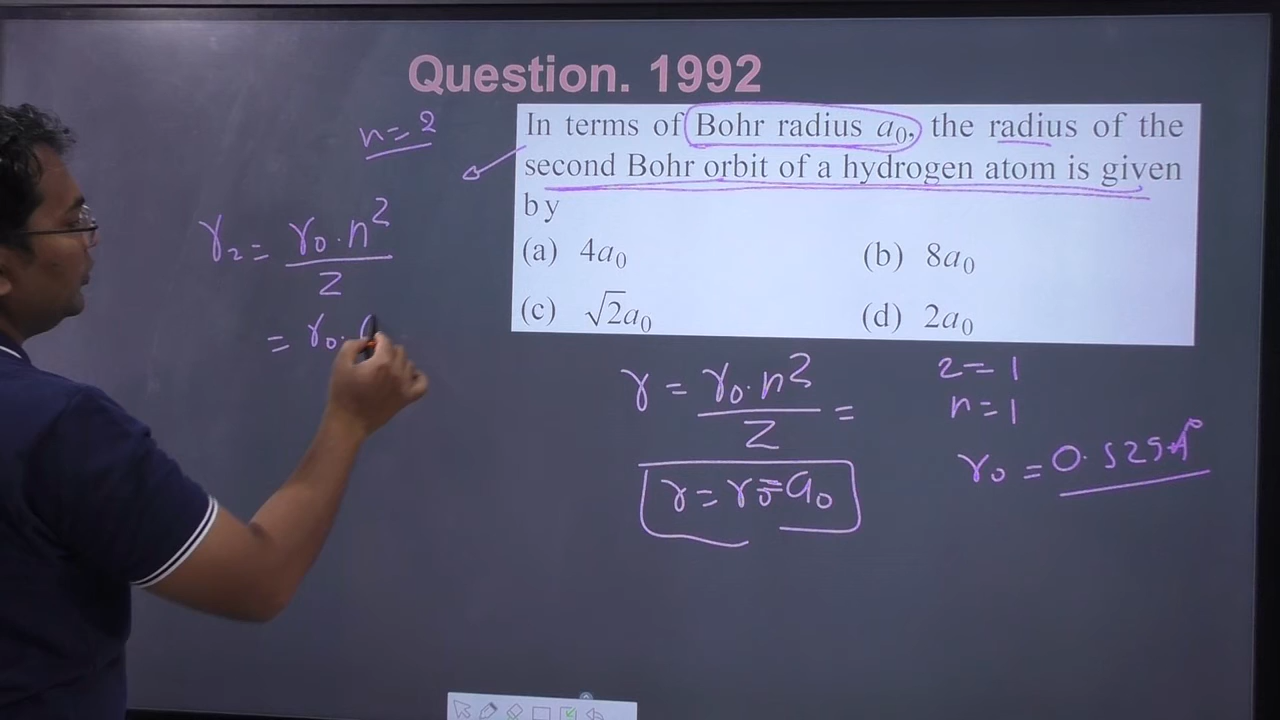 Question. 1992
n = 2
In terms of Bohr radius a₀, the radius of the
second Bohr orbit of a hydrogen atom is given
by
(a) 4a₀ (b) 8a₀
(c) √2a₀ (d) 2a₀
r₂ = r₀.n²
Z
= r₀.
r = r₀.n² =
Z
r = r₀ = a₀
z = 1
n = 1
r₀ = 0.529 A°